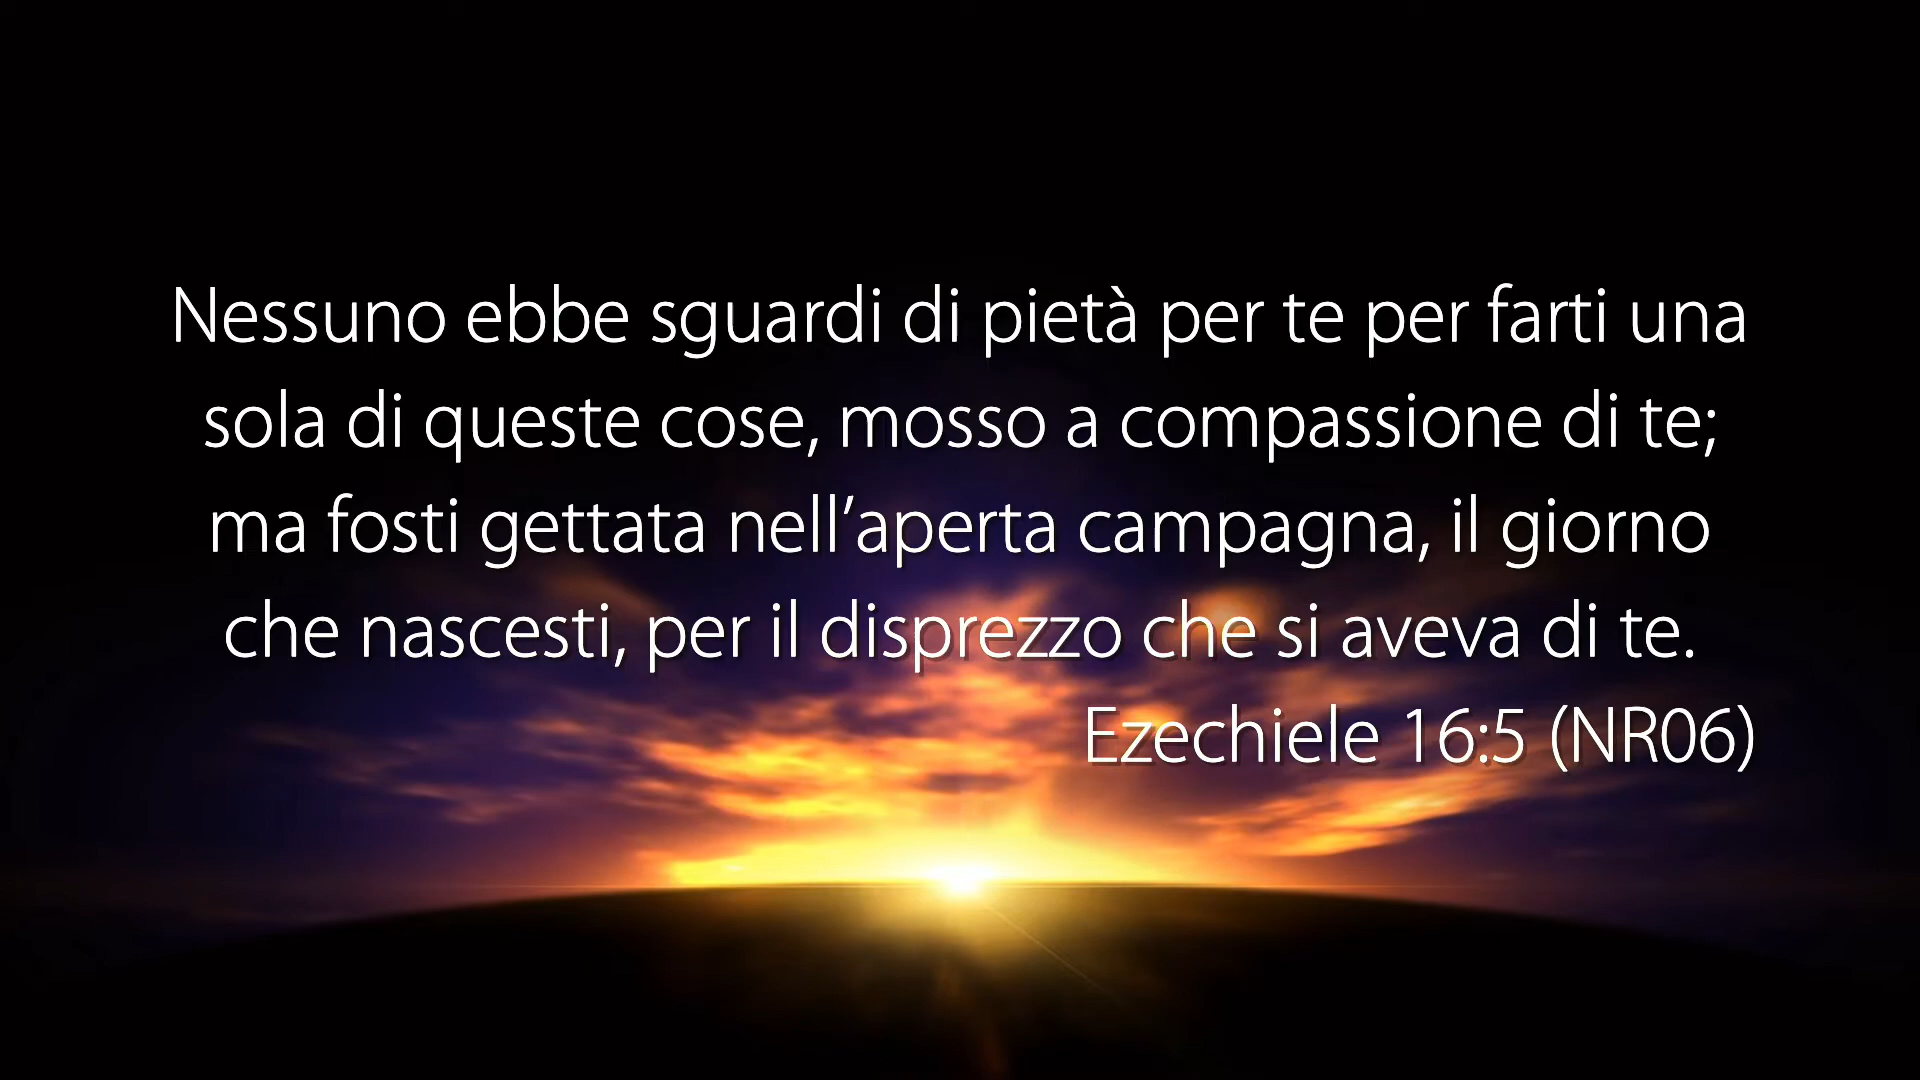 Nessuno ebbe sguardi di pietà per te per farti una
sola di queste cose, mosso a compassione di te;
ma fosti gettata nell’aperta campagna, il giorno
che nascesti, per il disprezzo che si aveva di te.
Ezechiele 16:5 (NR06)